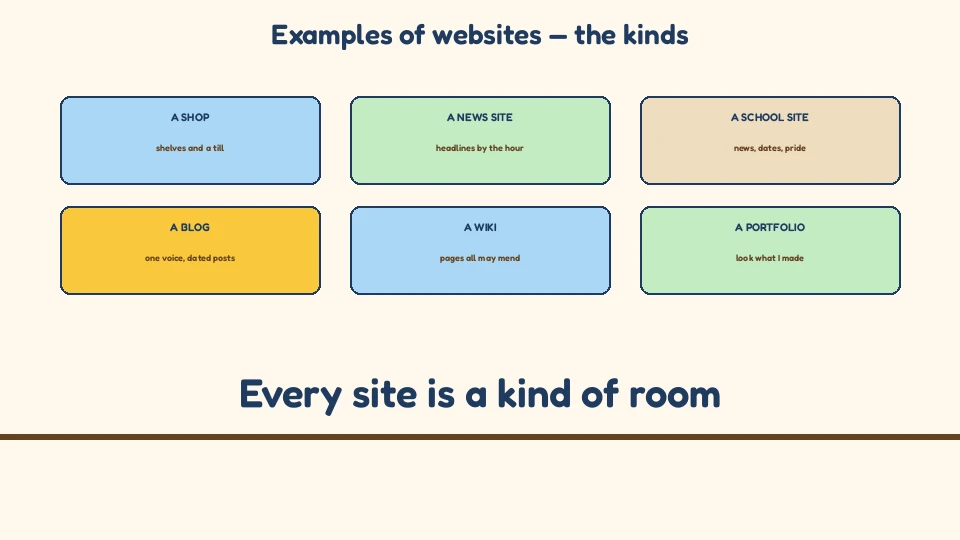 Examples of websites — the kinds
A SHOP
shelves and a till
A NEWS SITE
headlines by the hour
A SCHOOL SITE
news, dates, pride
A BLOG
one voice, dated posts
A WIKI
pages all may mend
A PORTFOLIO
look what I made
Every site is a kind of room